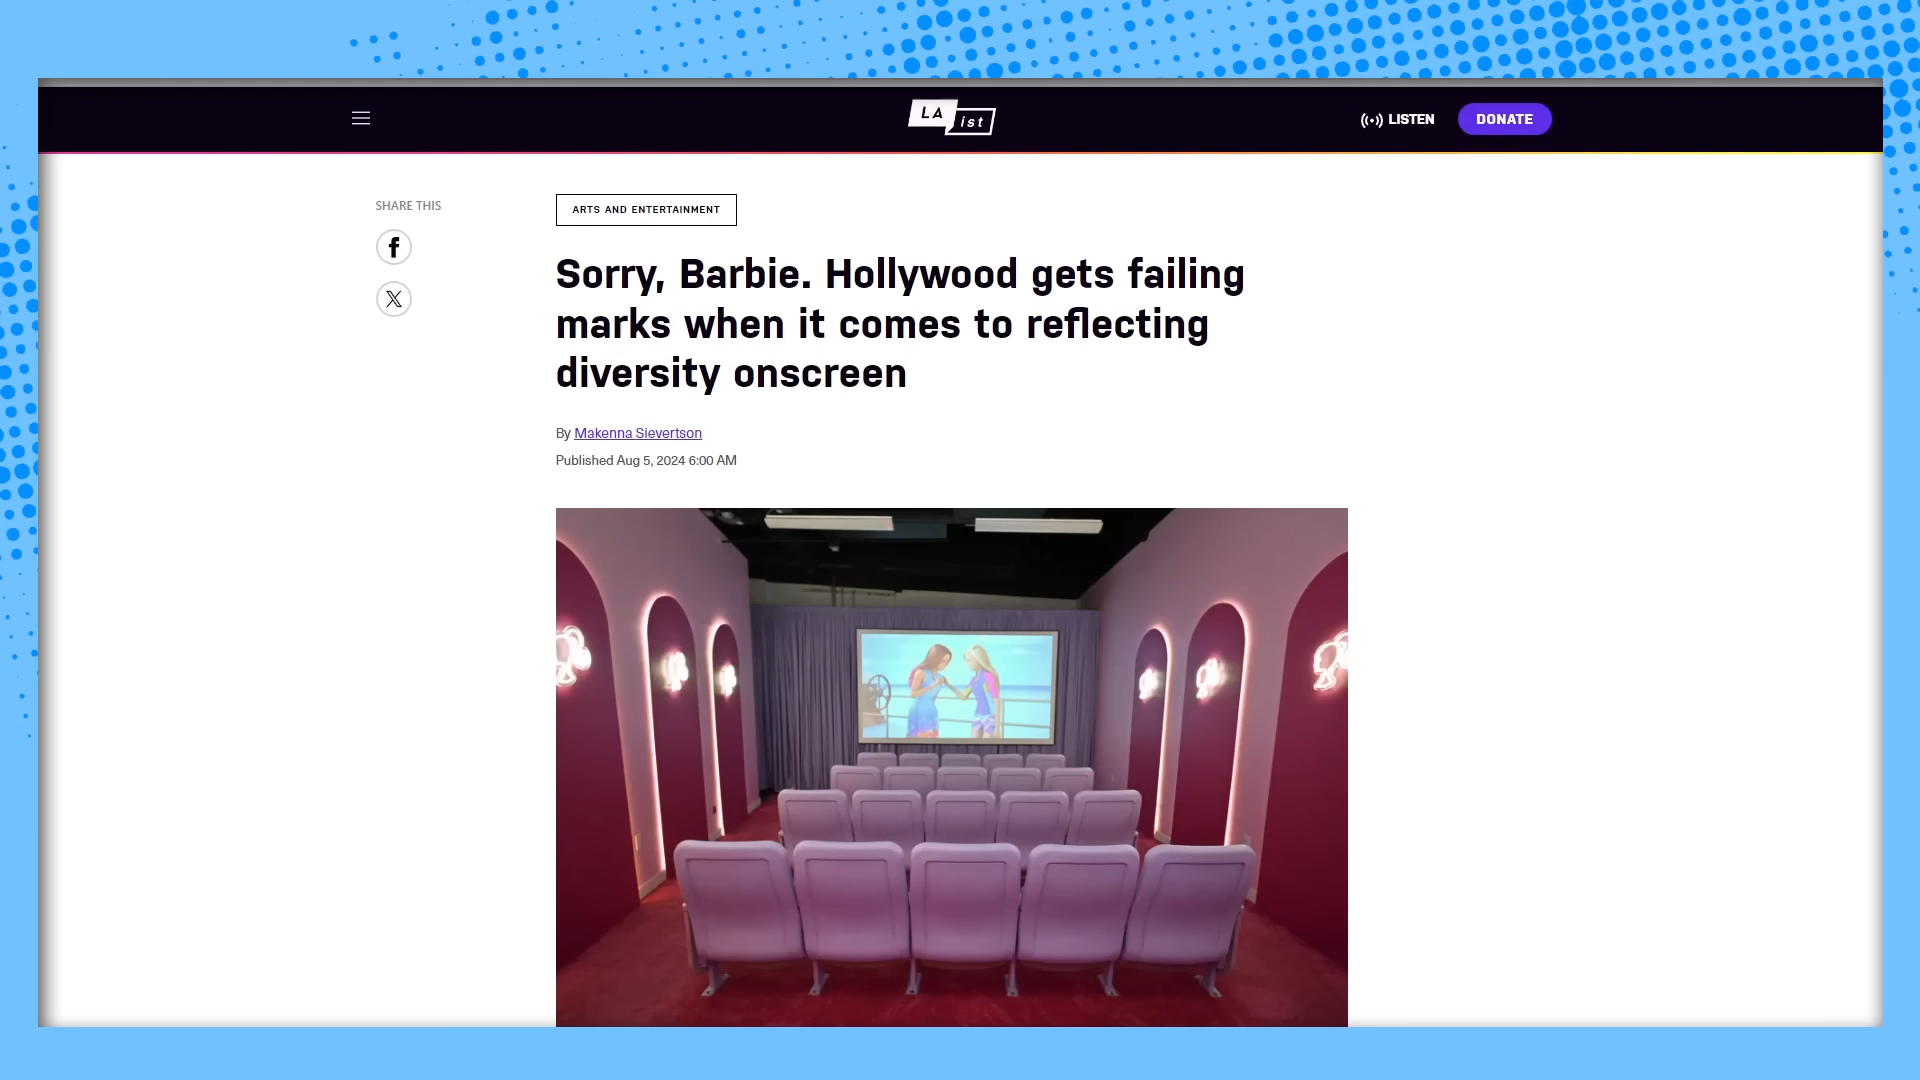 LA
ist
LISTEN
DONATE
SHARE THIS
ARTS AND ENTERTAINMENT
Sorry, Barbie. Hollywood gets failing
marks when it comes to reflecting
diversity onscreen
By Makenna Sievertson
Published Aug 5, 2024 6:00 AM